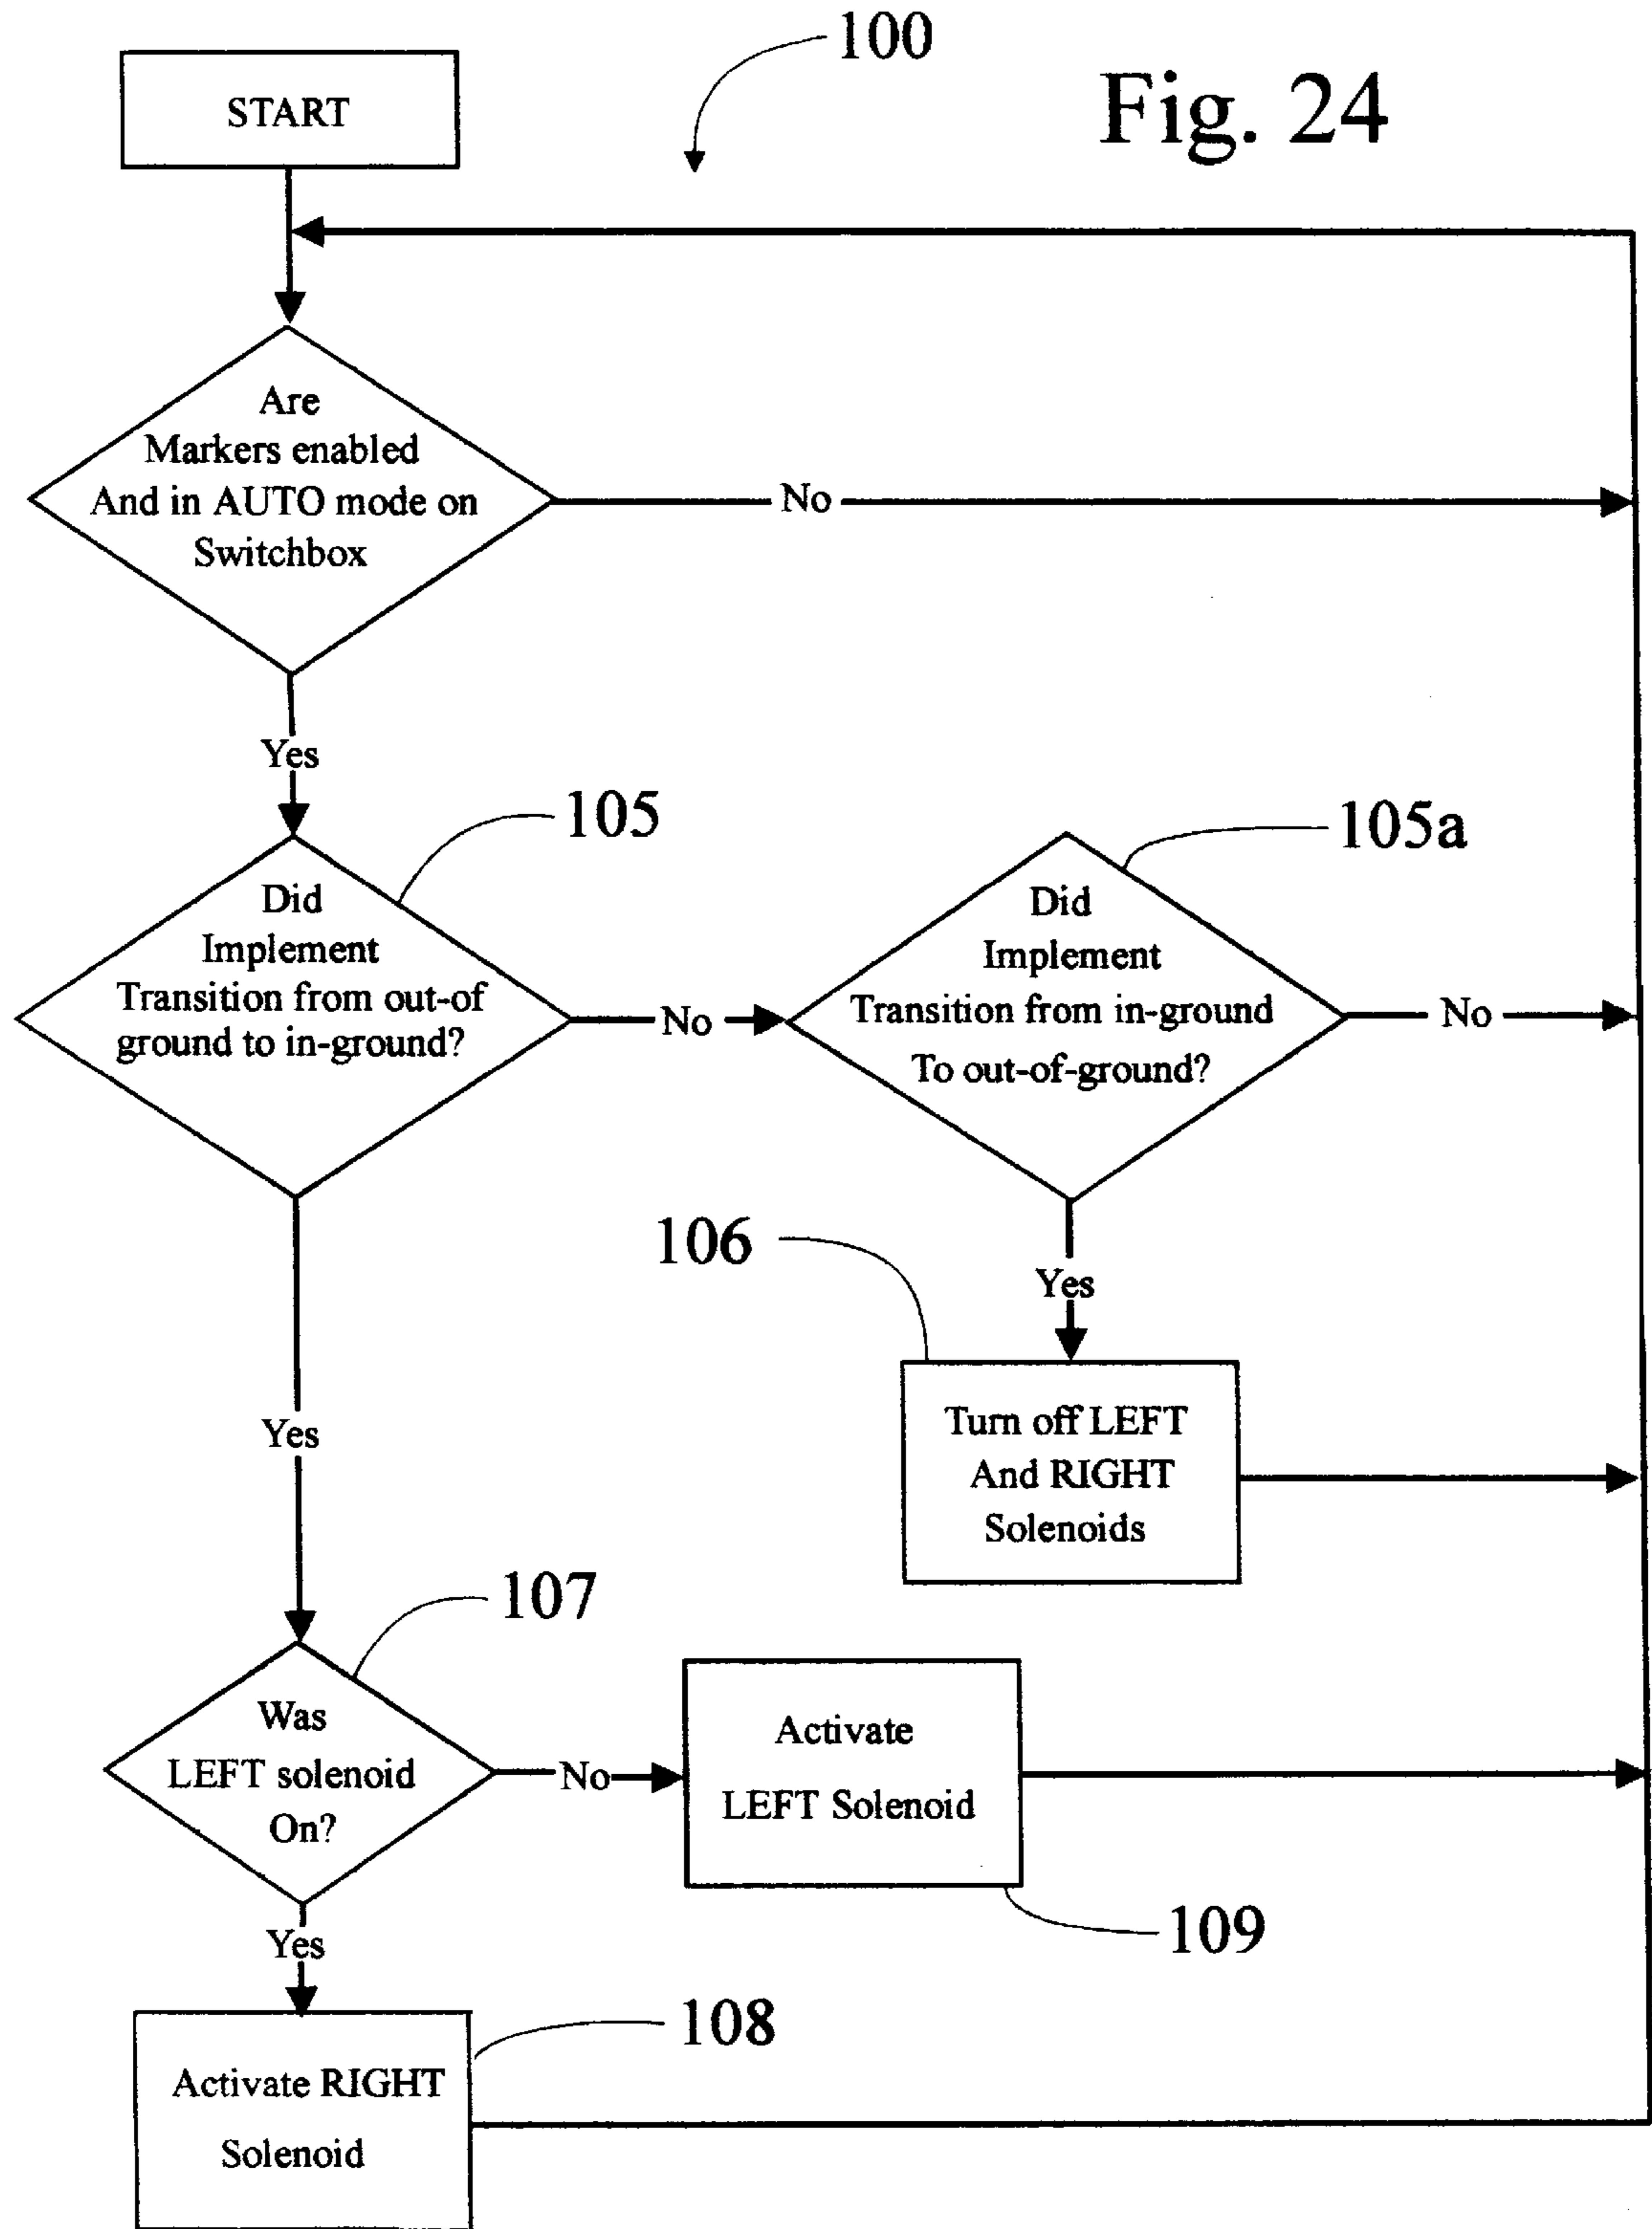 100
Fig. 24
START
Are
Markers enabled
And in AUTO mode on
Switchbox
No
Yes
105
105a
Did
Implement
Transition from out-of
ground to in-ground?
No
Did
Implement
Transition from in-ground
To out-of-ground?
No
106
Yes
Turn off LEFT
And RIGHT
Solenoids
Yes
107
Was
LEFT solenoid
On?
No
Activate
LEFT Solenoid
109
Yes
108
Activate RIGHT
Solenoid